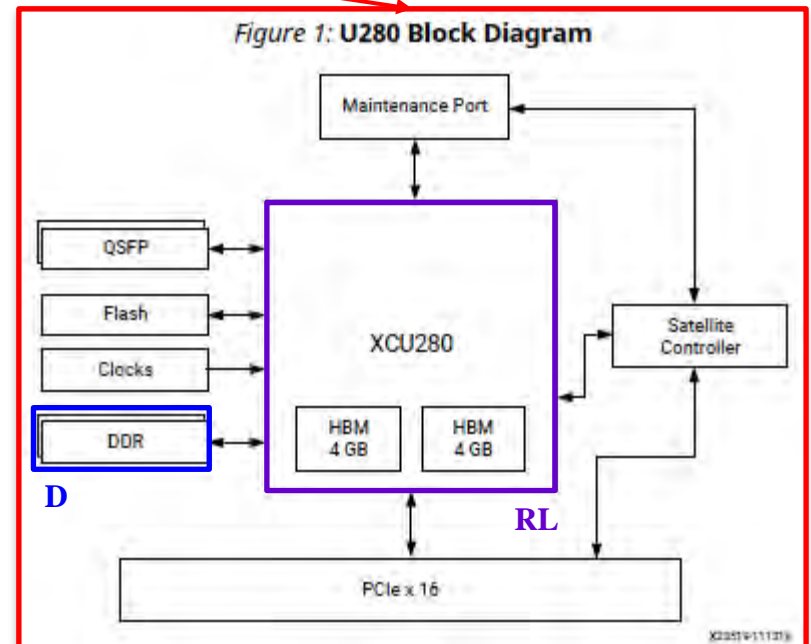 Figure 1: U280 Block Diagram
Maintenance Port
QSFP
Flash
Clocks
DDR
D
XCU280
HBM
4 GB
HBM
4 GB
RL
Satellite
Controller
PCIe x 16